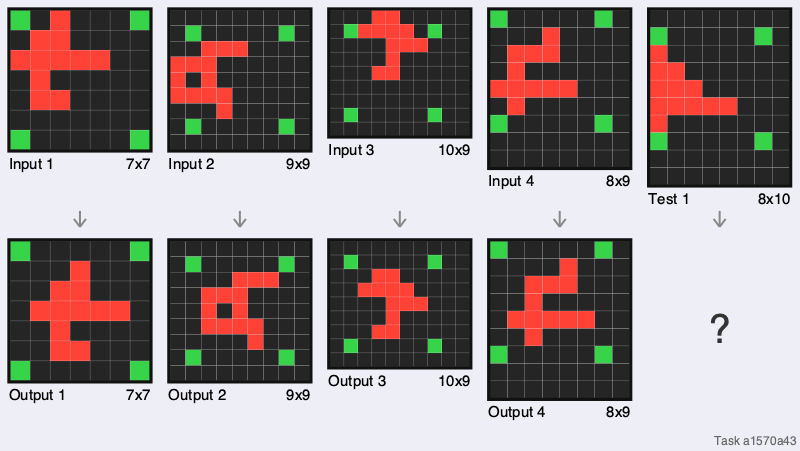 Input 1 7x7
Input 2 9x9
Input 3 10x9
Input 4 8x9
Test 1 8x10
?
Output 1 7x7
Output 2 9x9
Output 3 10x9
Output 4 8x9
Task a1570a43